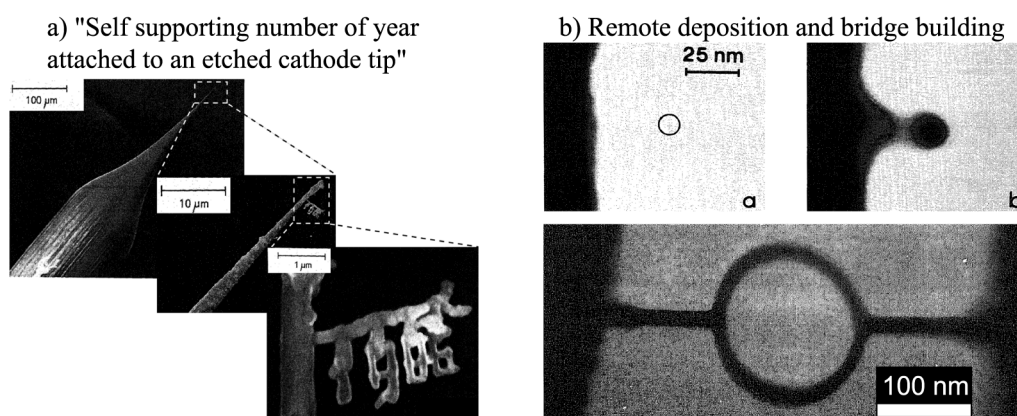 a) "Self supporting number of year
attached to an etched cathode tip"
100 µm
10 µm
1 µm
1986
b) Remote deposition and bridge building
25 nm
a
b
100 nm